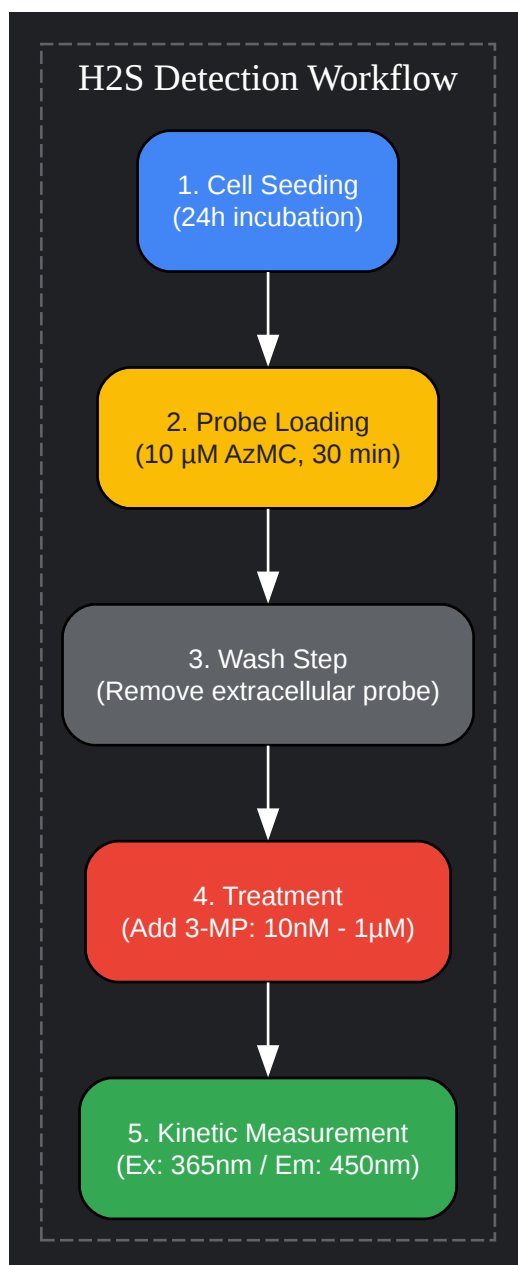 H2S Detection Workflow
1. Cell Seeding
(24h incubation)
2. Probe Loading
(10 µM AzMC, 30 min)
3. Wash Step
(Remove extracellular probe)
4. Treatment
(Add 3-MP: 10nM - 1µM)
5. Kinetic Measurement
(Ex: 365nm / Em: 450nm)